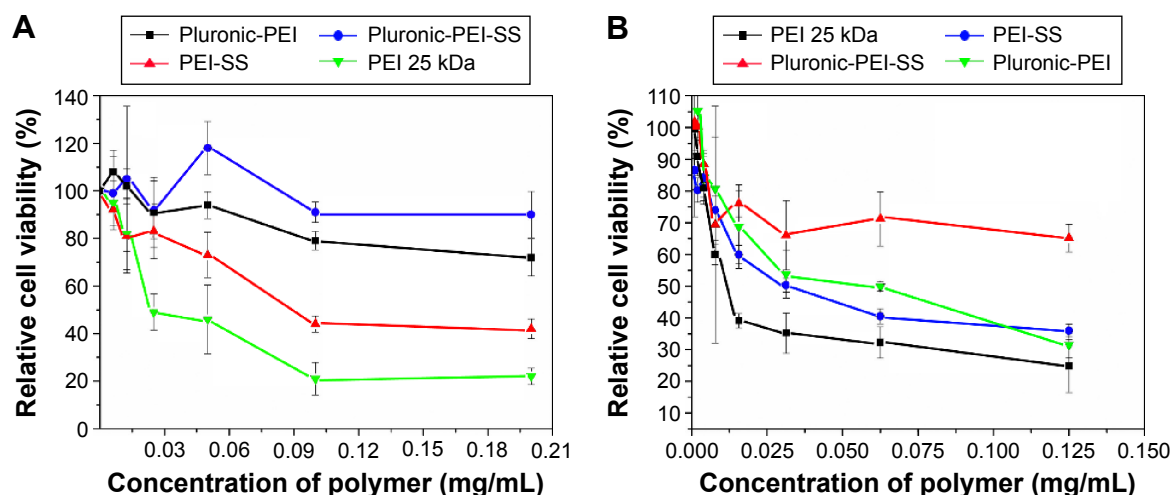 A
Pluronic-PEI
Pluronic-PEI-SS
PEI-SS
PEI 25 kDa
Relative cell viability (%)
140
120
100
80
60
40
20
0
0.03
0.06
0.09
0.12
0.15
0.18
0.21
Concentration of polymer (mg/mL)
B
PEI 25 kDa
PEI-SS
Pluronic-PEI-SS
Pluronic-PEI
Relative cell viability (%)
110
100
90
80
70
60
50
40
30
20
10
0.000
0.025
0.050
0.075
0.100
0.125
0.150
Concentration of polymer (mg/mL)